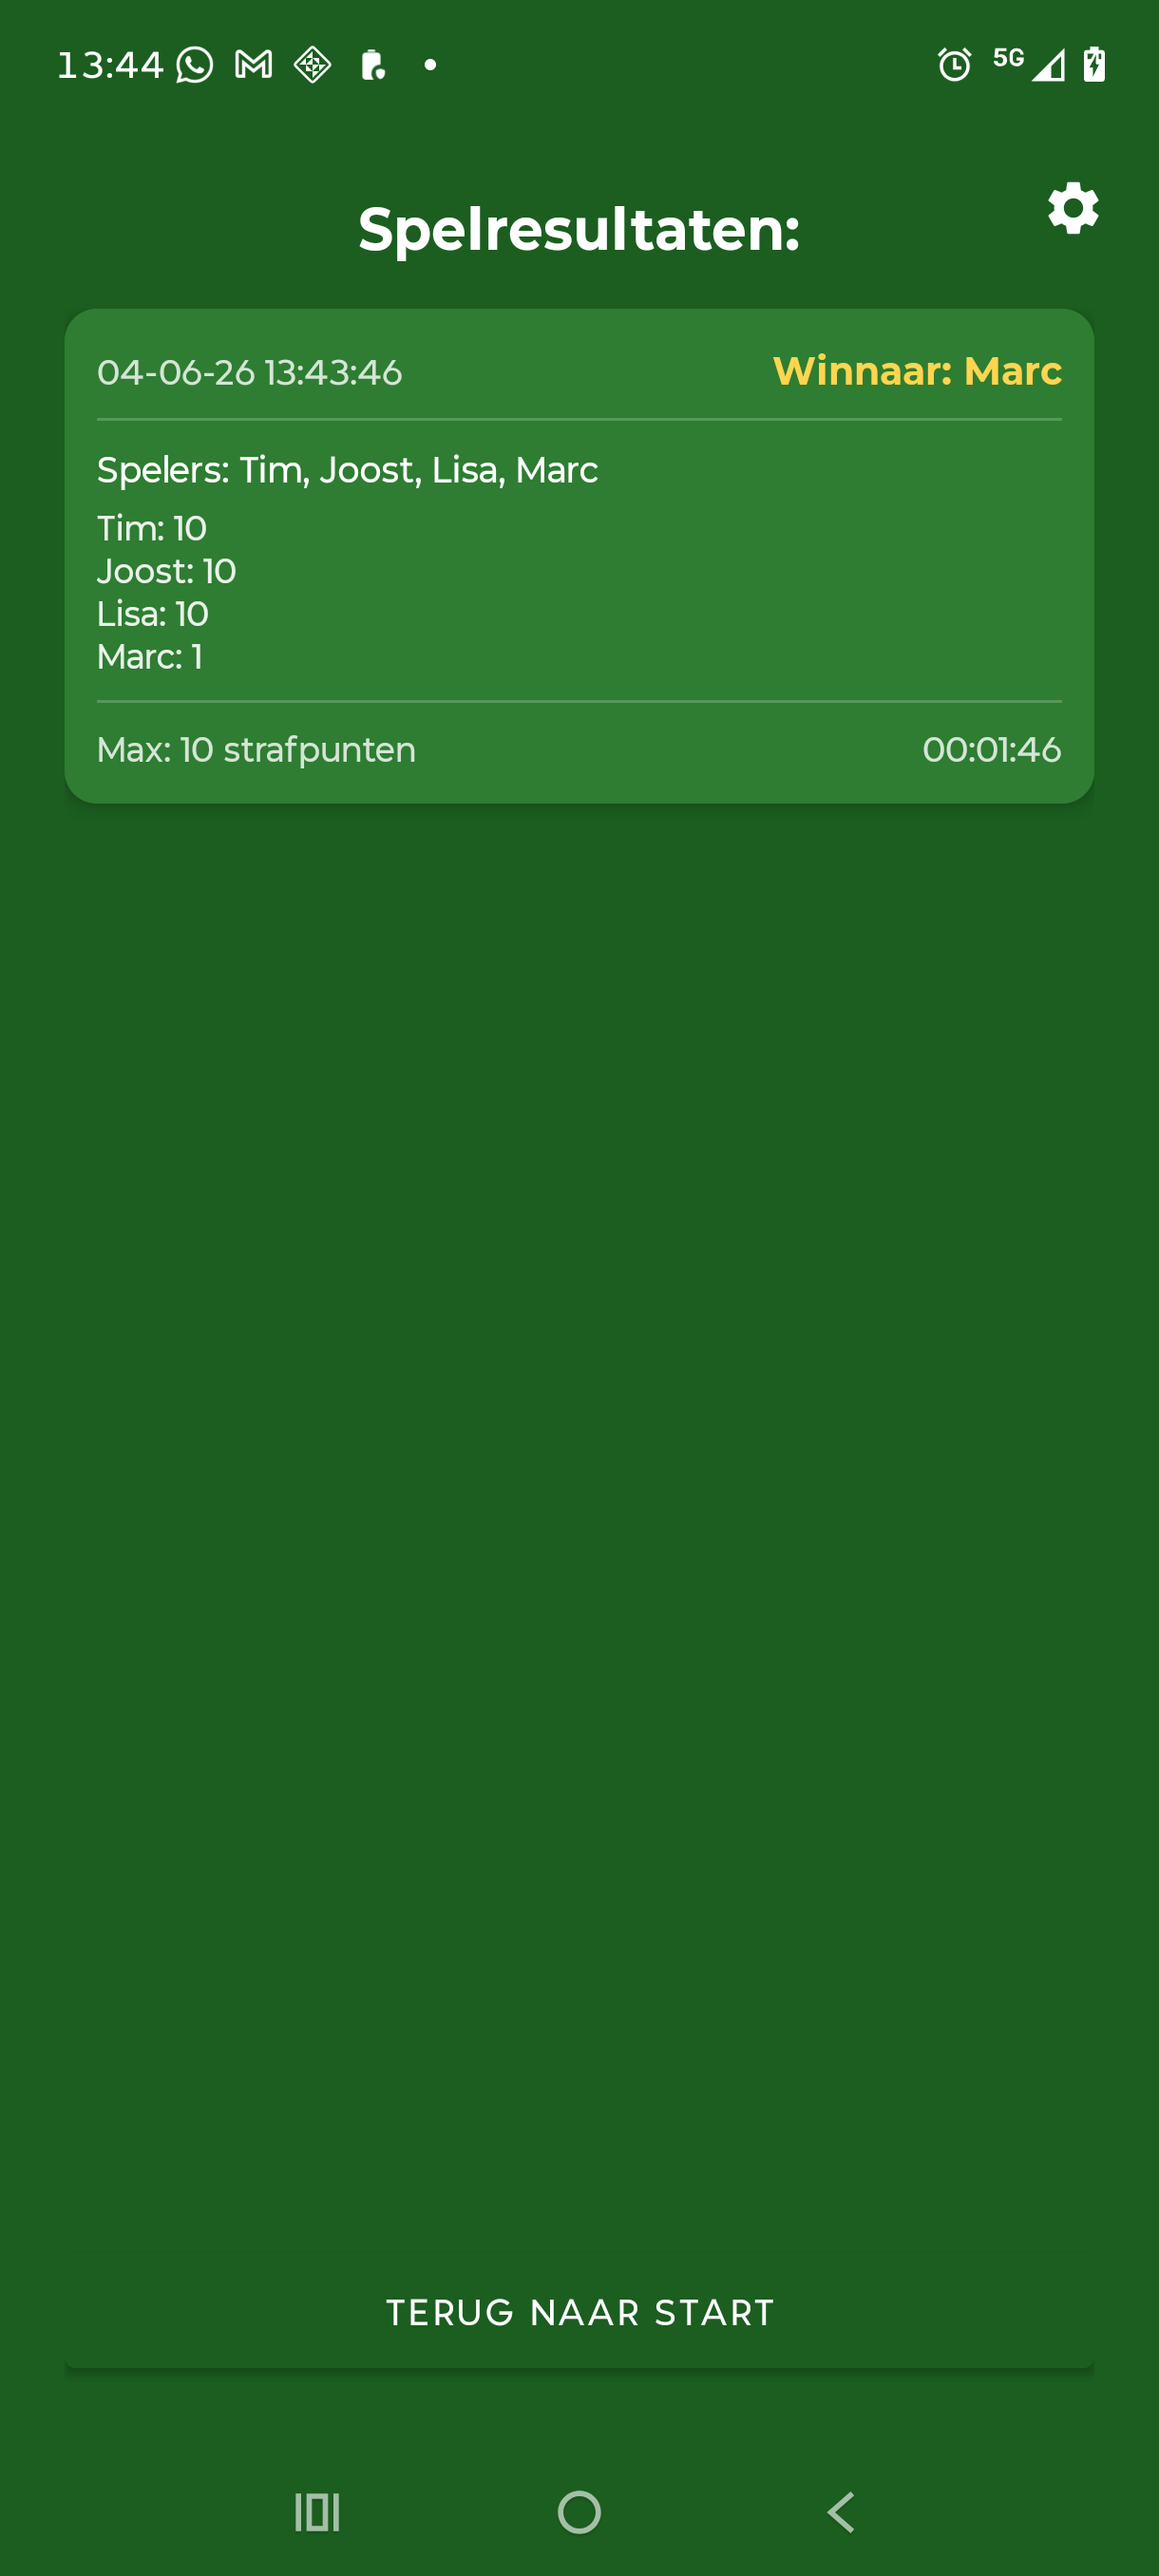 13:44 5G
Spelresultaten:
04-06-26 13:43:46 Winnaar: Marc
Spelers: Tim, Joost, Lisa, Marc
Tim: 10
Joost: 10
Lisa: 10
Marc: 1
Max: 10 strafpunten 00:01:46
TERUG NAAR START